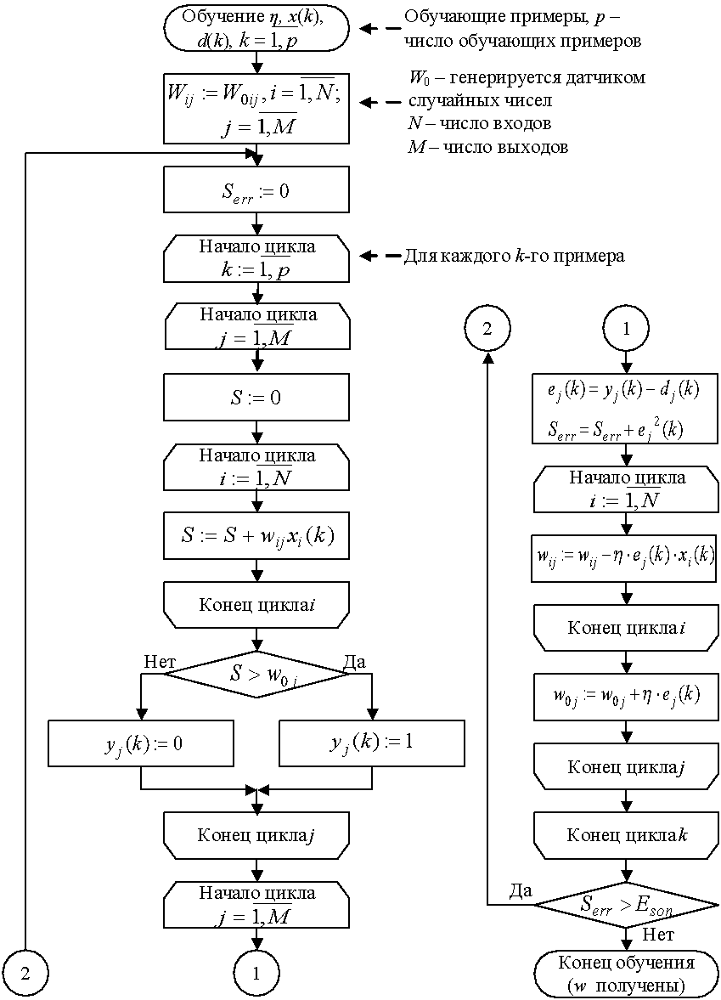 Обучение η, x(k),
d(k), k = 1, p
Обучающие примеры, p –
число обучающих примеров
W_ij := W_0ij, i = 1, N;
j = 1, M
W_0 – генерируется датчиком
случайных чисел
N – число входов
M – число выходов
S_err := 0
Начало цикла
k := 1, p
Для каждого k-го примера
Начало цикла
j = 1, M
S := 0
Начало цикла
i := 1, N
S := S + w_ij x_i (k)
Конец цикла i
Нет
Да
S > w_0 j
y_j (k) := 0
y_j (k) := 1
Конец цикла j
Начало цикла
j = 1, M
2
1
2
1
e_j (k) = y_j (k) – d_j (k)
S_err = S_err + e_j² (k)
Начало цикла
i := 1, N
w_ij := w_ij – η · e_j (k) · x_i (k)
Конец цикла i
w_0j := w_0j + η · e_j (k)
Конец цикла j
Конец цикла k
Да
S_err > E_son
Нет
Конец обучения
(w получены)